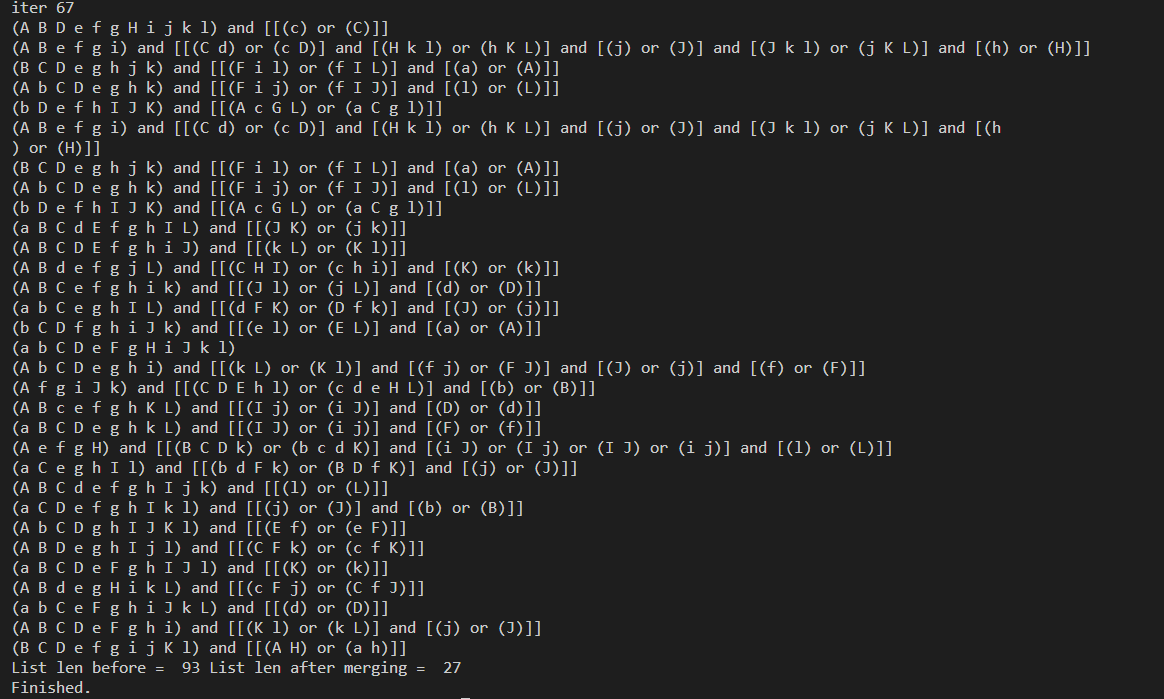 iter 67
(A B D e f g H i j k l) and [[(c) or (C)]]
(A B e f g i) and [[(C d) or (c D)] and [(H k l) or (h K L)] and [(j) or (J)] and [(J k l) or (j K L)] and [(h) or (H)]]
(B C D e g h j k) and [[(F i l) or (f I L)] and [(a) or (A)]]
(A b C D e g h k) and [[(F i j) or (f I J)] and [(l) or (L)]]
(b D e f h I J K) and [[(A c G L) or (a C g l)]]
(A B e f g i) and [[(C d) or (c D)] and [(H k l) or (h K L)] and [(j) or (J)] and [(J k l) or (j K L)] and [(h
) or (H)]]
(B C D e g h j k) and [[(F i l) or (f I L)] and [(a) or (A)]]
(A b C D e g h k) and [[(F i j) or (f I J)] and [(l) or (L)]]
(b D e f h I J K) and [[(A c G L) or (a C g l)]]
(a B C d E f g h I L) and [[(J K) or (j k)]]
(A B C D E f g h i J) and [[(k L) or (K l)]]
(A B d e f g j L) and [[(C H I) or (c h i)] and [(K) or (k)]]
(A B C e f g h i k) and [[(J l) or (j L)] and [(d) or (D)]]
(a b C e g h I L) and [[(d F K) or (D f k)] and [(J) or (j)]]
(b C D f g h i J k) and [[(e l) or (E L)] and [(a) or (A)]]
(a b C D e F g H i J k l)
(A b C D e g h i) and [[(k L) or (K l)] and [(f j) or (F J)] and [(J) or (j)] and [(f) or (F)]]
(A f g i J k) and [[(C D E h l) or (c d e H L)] and [(b) or (B)]]
(A B c e f g h K L) and [[(I j) or (i J)] and [(D) or (d)]]
(a B C D e g h k L) and [[(I J) or (i j)] and [(F) or (f)]]
(A e f g H) and [[(B C D k) or (b c d K)] and [(i J) or (I j) or (I J) or (i j)] and [(l) or (L)]]
(a C e g h I l) and [[(b d F k) or (B D f K)] and [(j) or (J)]]
(A B C d e f g h I j k) and [[(l) or (L)]]
(a C D e f g h I k l) and [[(j) or (J)] and [(b) or (B)]]
(A b C D g h I J K l) and [[(E f) or (e F)]]
(A B D e g h I j l) and [[(C F k) or (c f K)]]
(a B C D e F g h I J l) and [[(K) or (k)]]
(A B d e g H i k L) and [[(c F j) or (C f J)]]
(a b C e F g h i J k L) and [[(d) or (D)]]
(A B C D e F g h i) and [[(K l) or (k L)] and [(j) or (J)]]
(B C D e f g i j K l) and [[(A H) or (a h)]]
List len before =  93 List len after merging =  27
Finished.